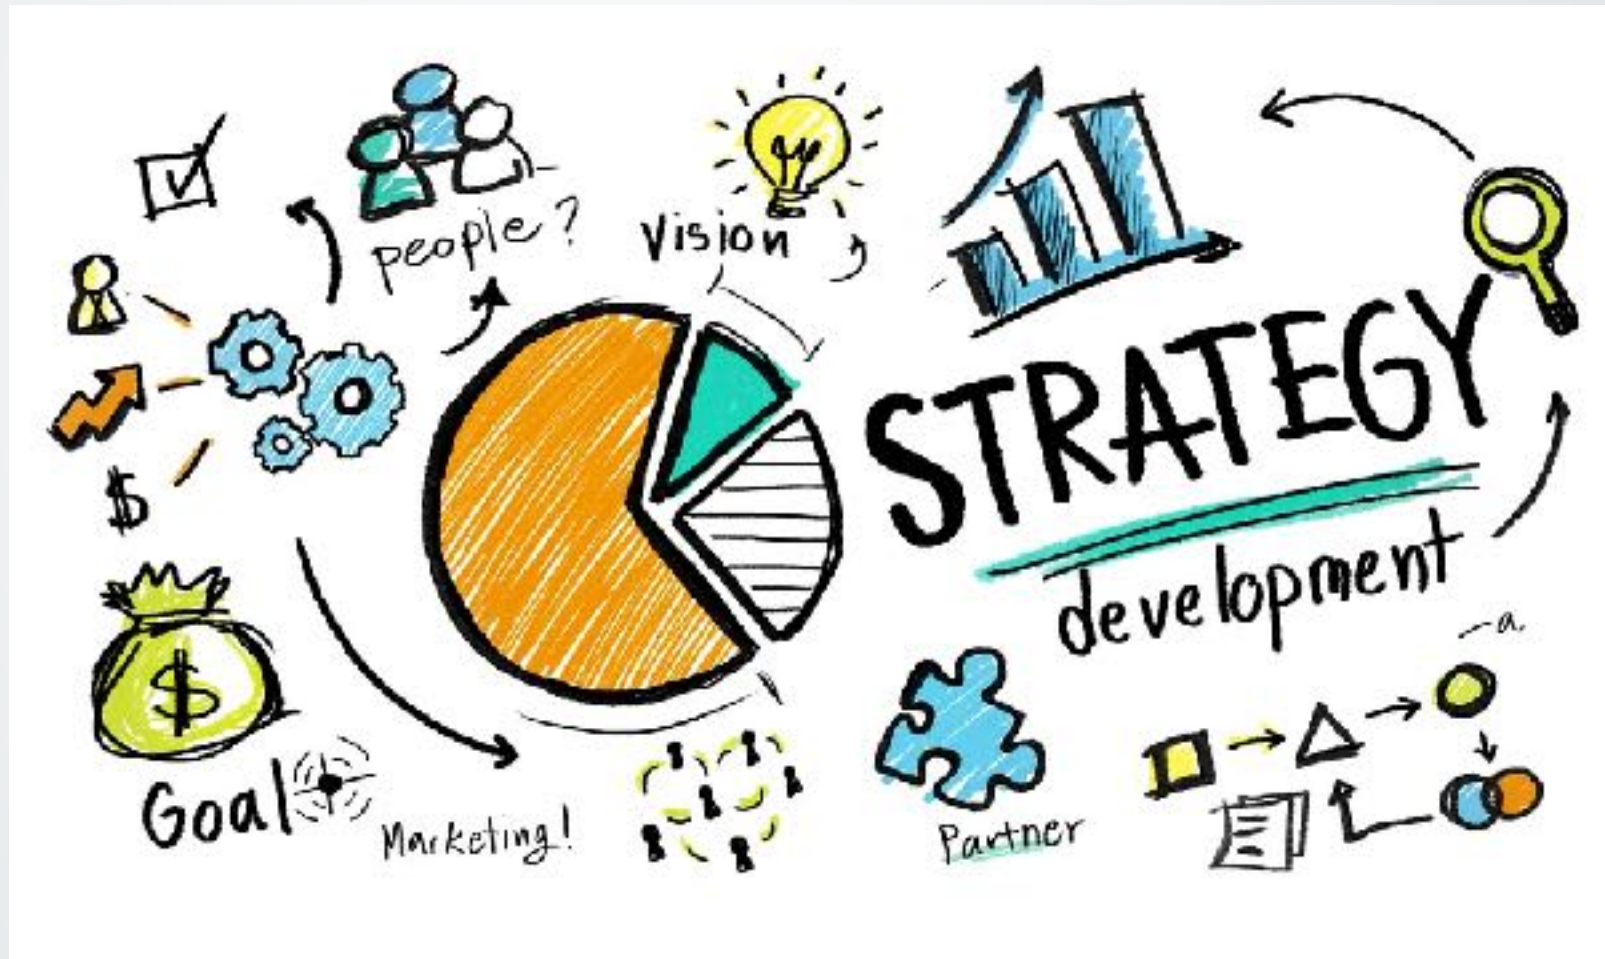 people?
Vision
STRATEGY
development
$
$
a.
Goal
Marketing!
Partner